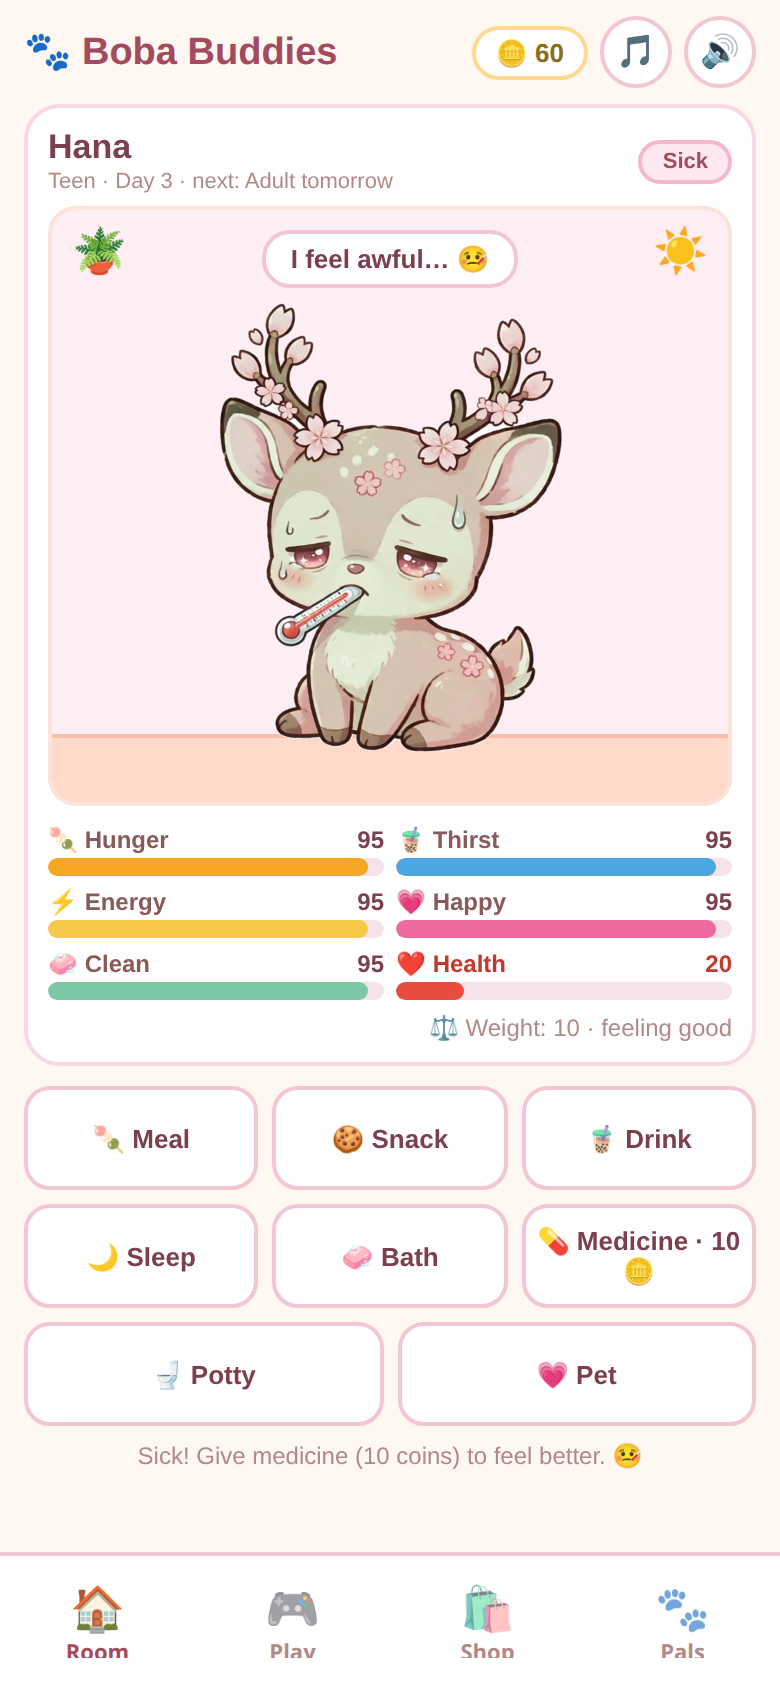 🐾 Boba Buddies 🪙 60 🎵 🔊
Hana
Sick
Teen · Day 3 · next: Adult tomorrow
I feel awful… 🤒
🍡 Hunger 95
🧋 Thirst 95
⚡ Energy 95
💗 Happy 95
🧼 Clean 95
❤️ Health 20
⚖️ Weight: 10 · feeling good
🍡 Meal
🍪 Snack
🧋 Drink
🌙 Sleep
🧼 Bath
💊 Medicine · 10
🪙
🚽 Potty
💗 Pet
Sick! Give medicine (10 coins) to feel better. 🤒
Room
Play
Shop
Pals